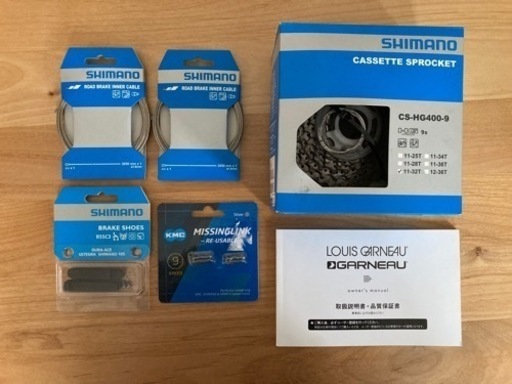 SHIMANO
ROAD BRAKE INNER CABLE
SHIMANO
ROAD BRAKE INNER CABLE
SHIMANO
CASSETTE SPROCKET
CS-HG400-9
9s
11-25T 11-34T
11-28T 11-36T
11-32T 12-36T
SHIMANO
BRAKE SHOES
R55C3
DURA-ACE
ULTEGRA SHIMANO 105
KMC
MISSINGLINK
RE-USABLE
9
SPEED
LOUIS GARNEAU
GARNEAU
owner's manual
取扱説明書・品質保証書